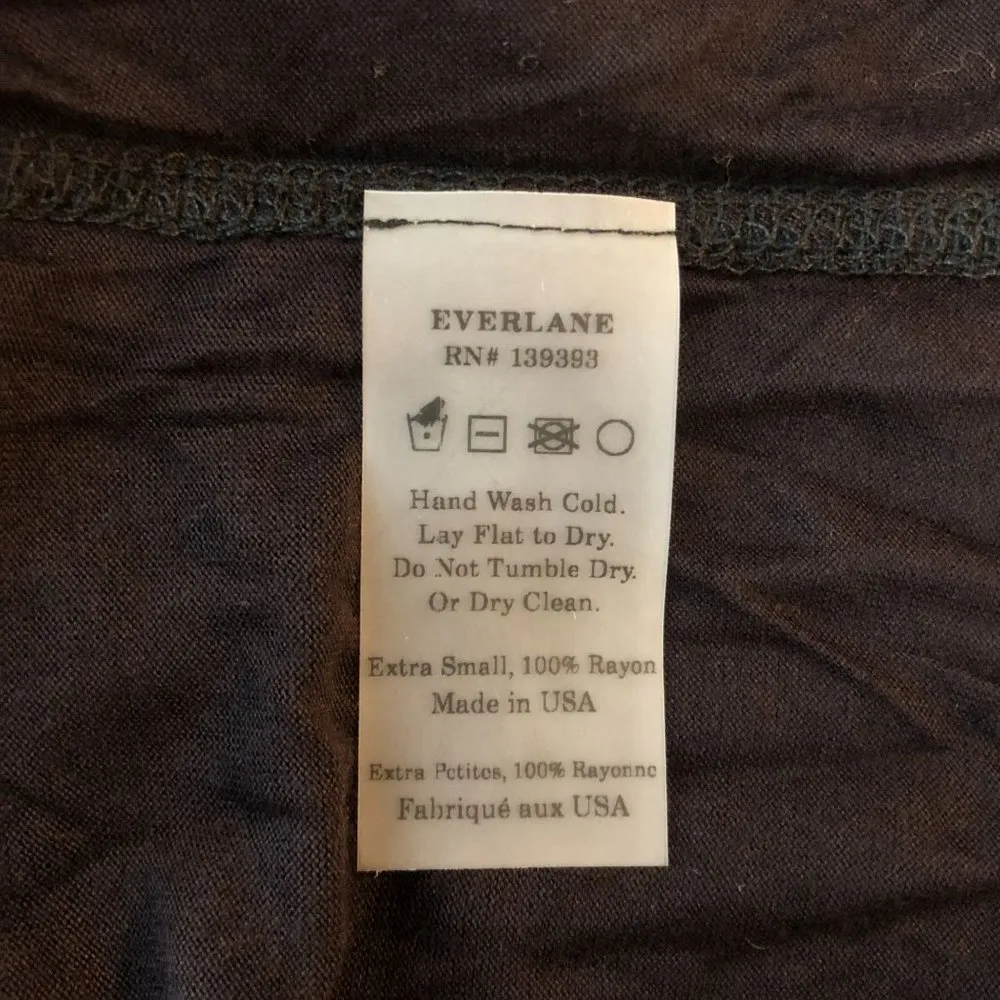 EVERLANE
RN# 139393
Hand Wash Cold.
Lay Flat to Dry.
Do Not Tumble Dry.
Or Dry Clean.
Extra Small, 100% Rayon
Made in USA
Extra Petites, 100% Rayonne
Fabriqué aux USA